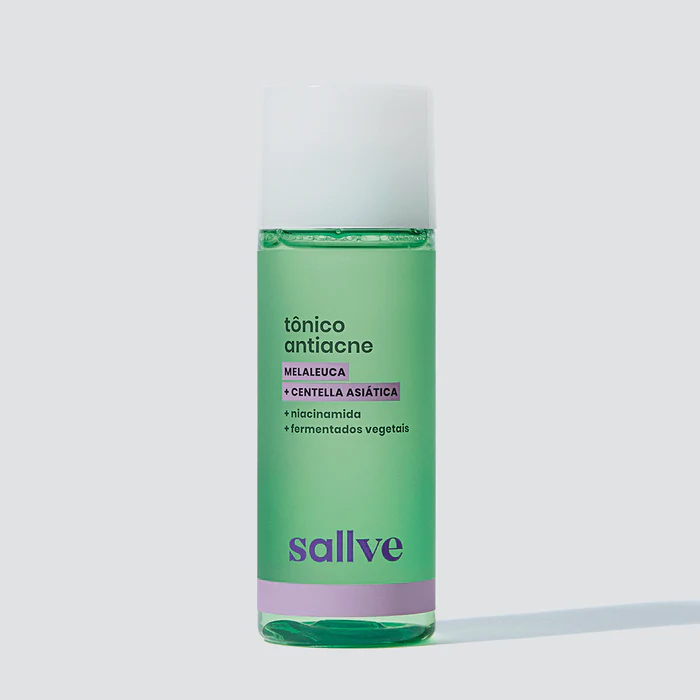 tônico
antiacne
MELALEUCA
+ CENTELLA ASIÁTICA
+ niacinamida
+ fermentados vegetais
sallve